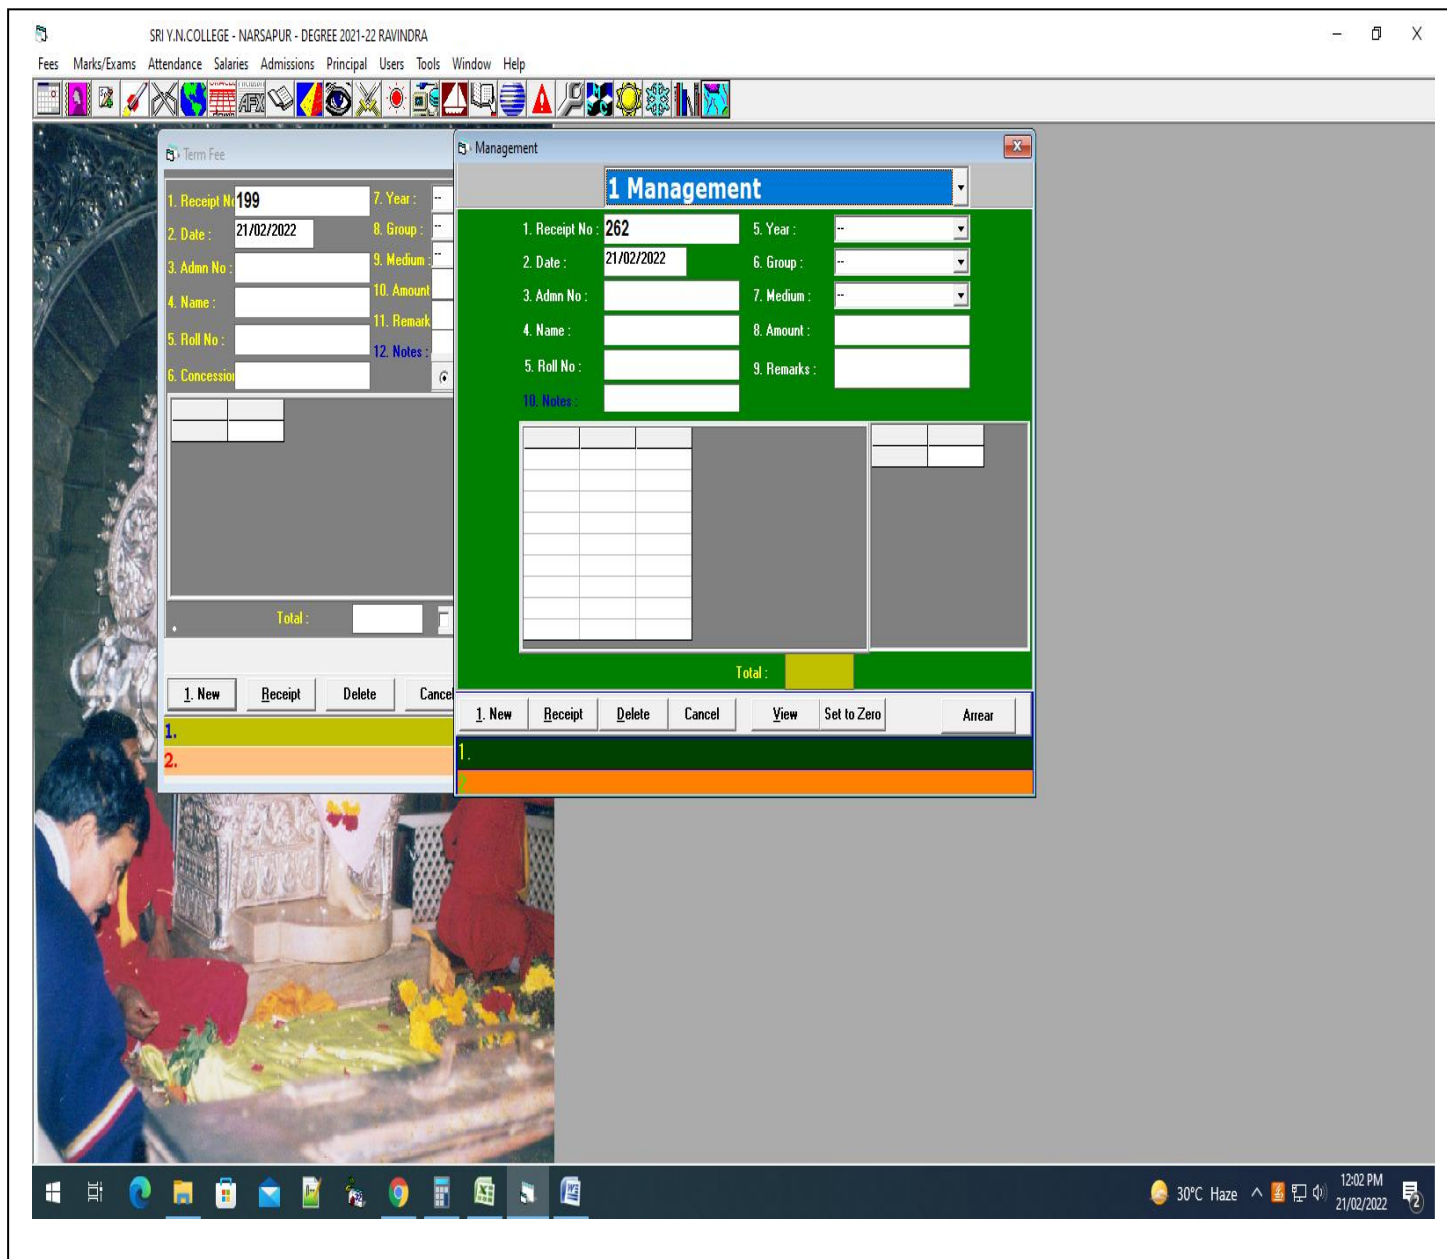 SRI Y.N.COLLEGE - NARSAPUR - DEGREE 2021-22 RAVINDRA
Fees Marks/Exams Attendance Salaries Admissions Principal Users Tools Window Help
Term Fee
1. Receipt No 199 7. Year : --
2. Date : 21/02/2022 8. Group : --
3. Admn No : 9. Medium : --
4. Name : 10. Amount
5. Roll No : 11. Remark
6. Concession 12. Notes :
Total :
1. New Receipt Delete Cancel
1.
2.
Management
1 Management
1. Receipt No : 262 5. Year : --
2. Date : 21/02/2022 6. Group : --
3. Admn No : 7. Medium : --
4. Name : 8. Amount :
5. Roll No : 9. Remarks :
10. Notes :
Total :
1. New Receipt Delete Cancel View Set to Zero Arrear
1.
30°C Haze 12:02 PM
21/02/2022
2